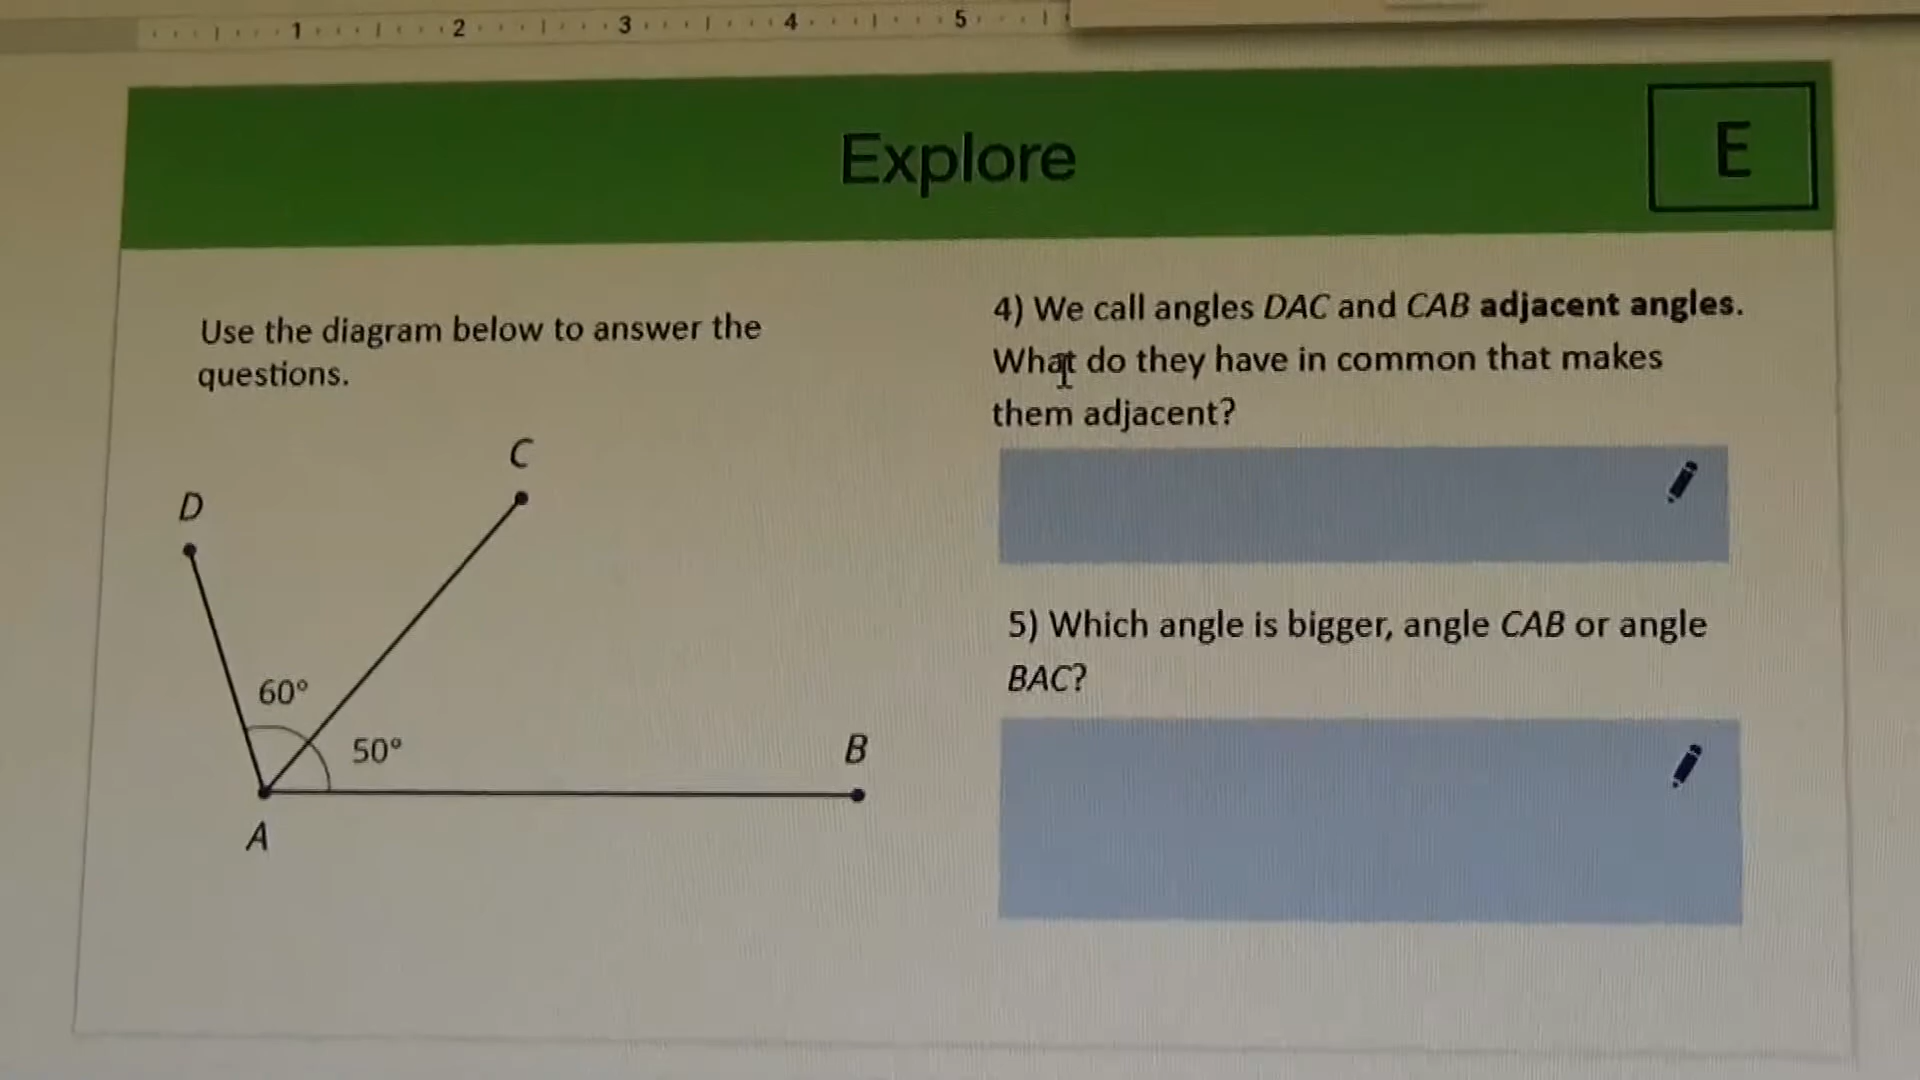 1 2 3 4 5
Explore
E
Use the diagram below to answer the
questions.
C
D
60°
50°
B
A
4) We call angles DAC and CAB adjacent angles.
What do they have in common that makes
them adjacent?
5) Which angle is bigger, angle CAB or angle
BAC?